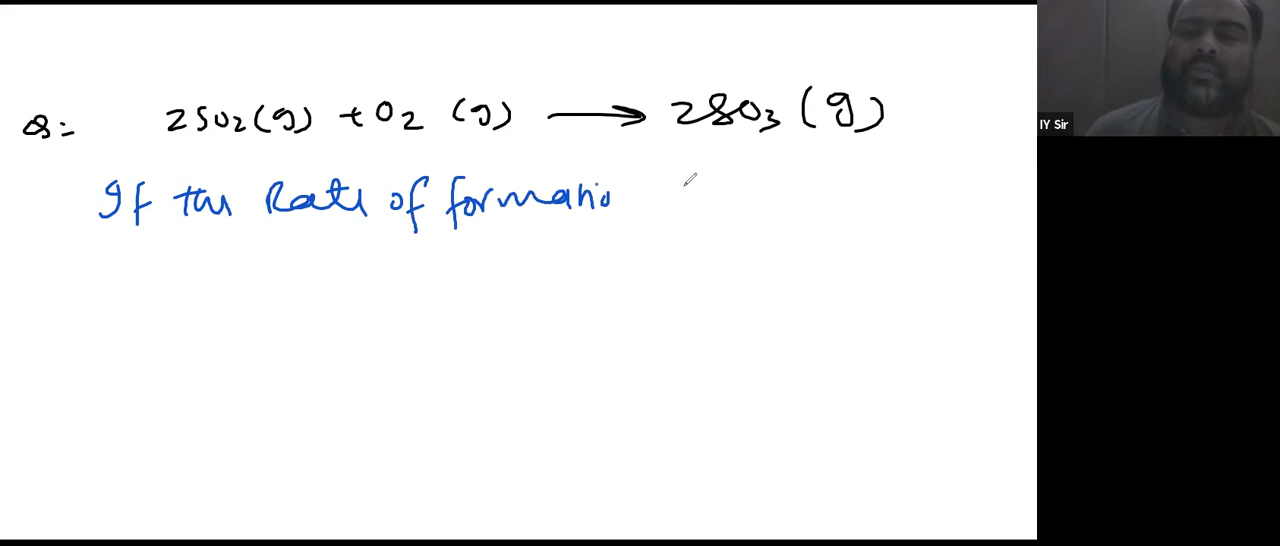 Q:= 2SO2(g) + O2 (g) ⟶ 2SO3 (g)
If the Rate of formatio
IY Sir